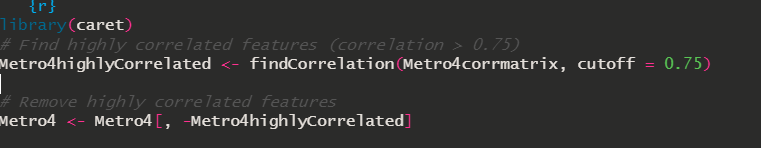 {r}
library(caret)
# Find highly correlated features (correlation > 0.75)
Metro4highlyCorrelated <- findCorrelation(Metro4corrmatrix, cutoff = 0.75)
# Remove highly correlated features
Metro4 <- Metro4[, -Metro4highlyCorrelated]